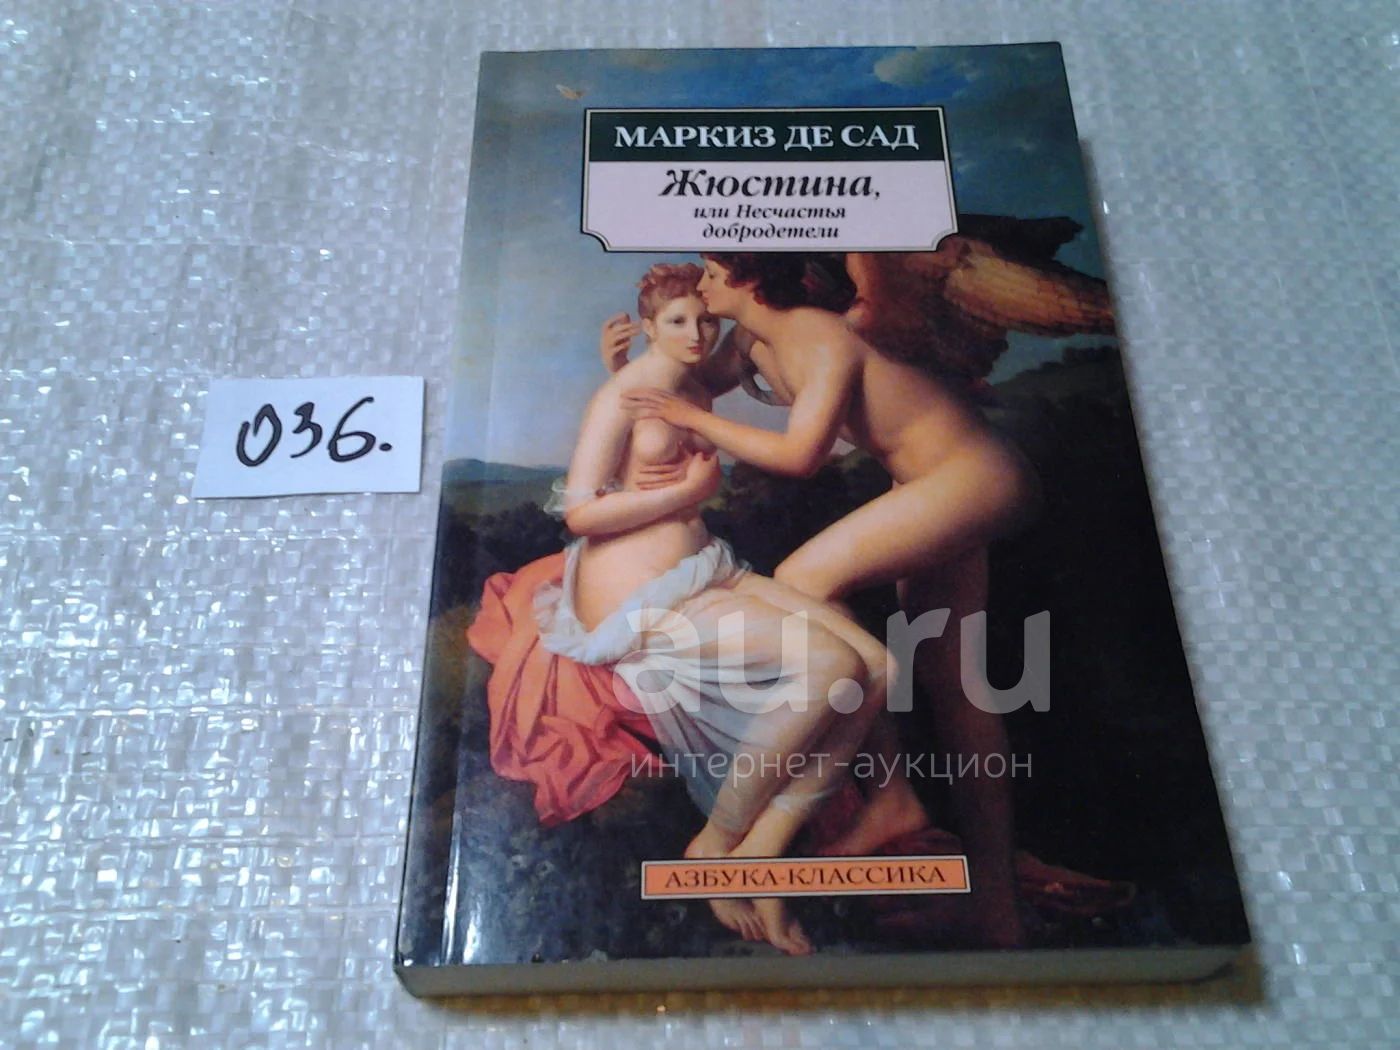 МАРКИЗ ДЕ САД
Жюстина,
или Несчастья
добродетели
036.
au.ru
интернет-аукцион
АЗБУКА-КЛАССИКА